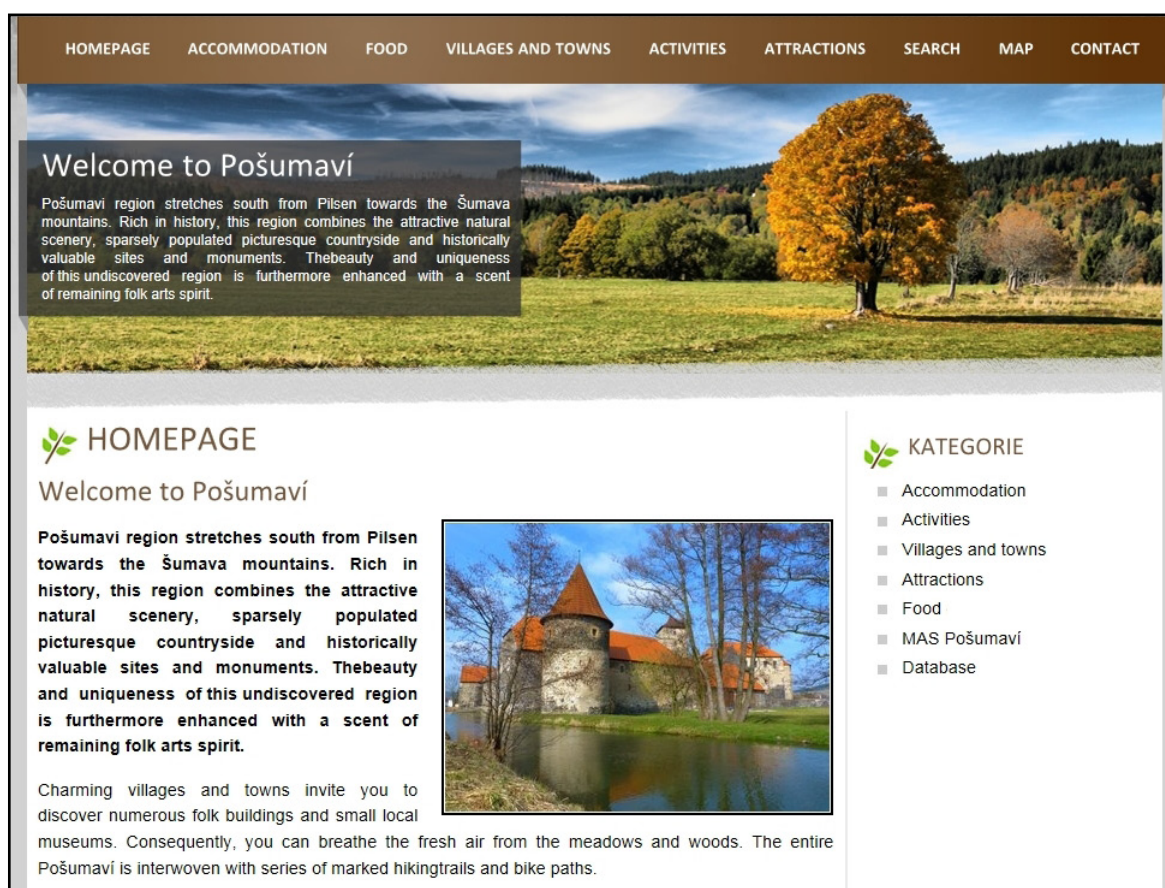 HOMEPAGE ACCOMMODATION FOOD VILLAGES AND TOWNS ACTIVITIES ATTRACTIONS SEARCH MAP CONTACT
Welcome to Pošumaví
Pošumavi region stretches south from Pilsen towards the Šumava
mountains. Rich in history, this region combines the attractive natural
scenery, sparsely populated picturesque countryside and historically
valuable sites and monuments. Thebeauty and uniqueness
of this undiscovered region is furthermore enhanced with a scent
of remaining folk arts spirit.
HOMEPAGE
Welcome to Pošumaví
Pošumavi region stretches south from Pilsen
towards the Šumava mountains. Rich in
history, this region combines the attractive
natural scenery, sparsely populated
picturesque countryside and historically
valuable sites and monuments. Thebeauty
and uniqueness of this undiscovered region
is furthermore enhanced with a scent of
remaining folk arts spirit.
Charming villages and towns invite you to
discover numerous folk buildings and small local
museums. Consequently, you can breathe the fresh air from the meadows and woods. The entire
Pošumaví is interwoven with series of marked hikingtrails and bike paths.
KATEGORIE
Accommodation
Activities
Villages and towns
Attractions
Food
MAS Pošumaví
Database